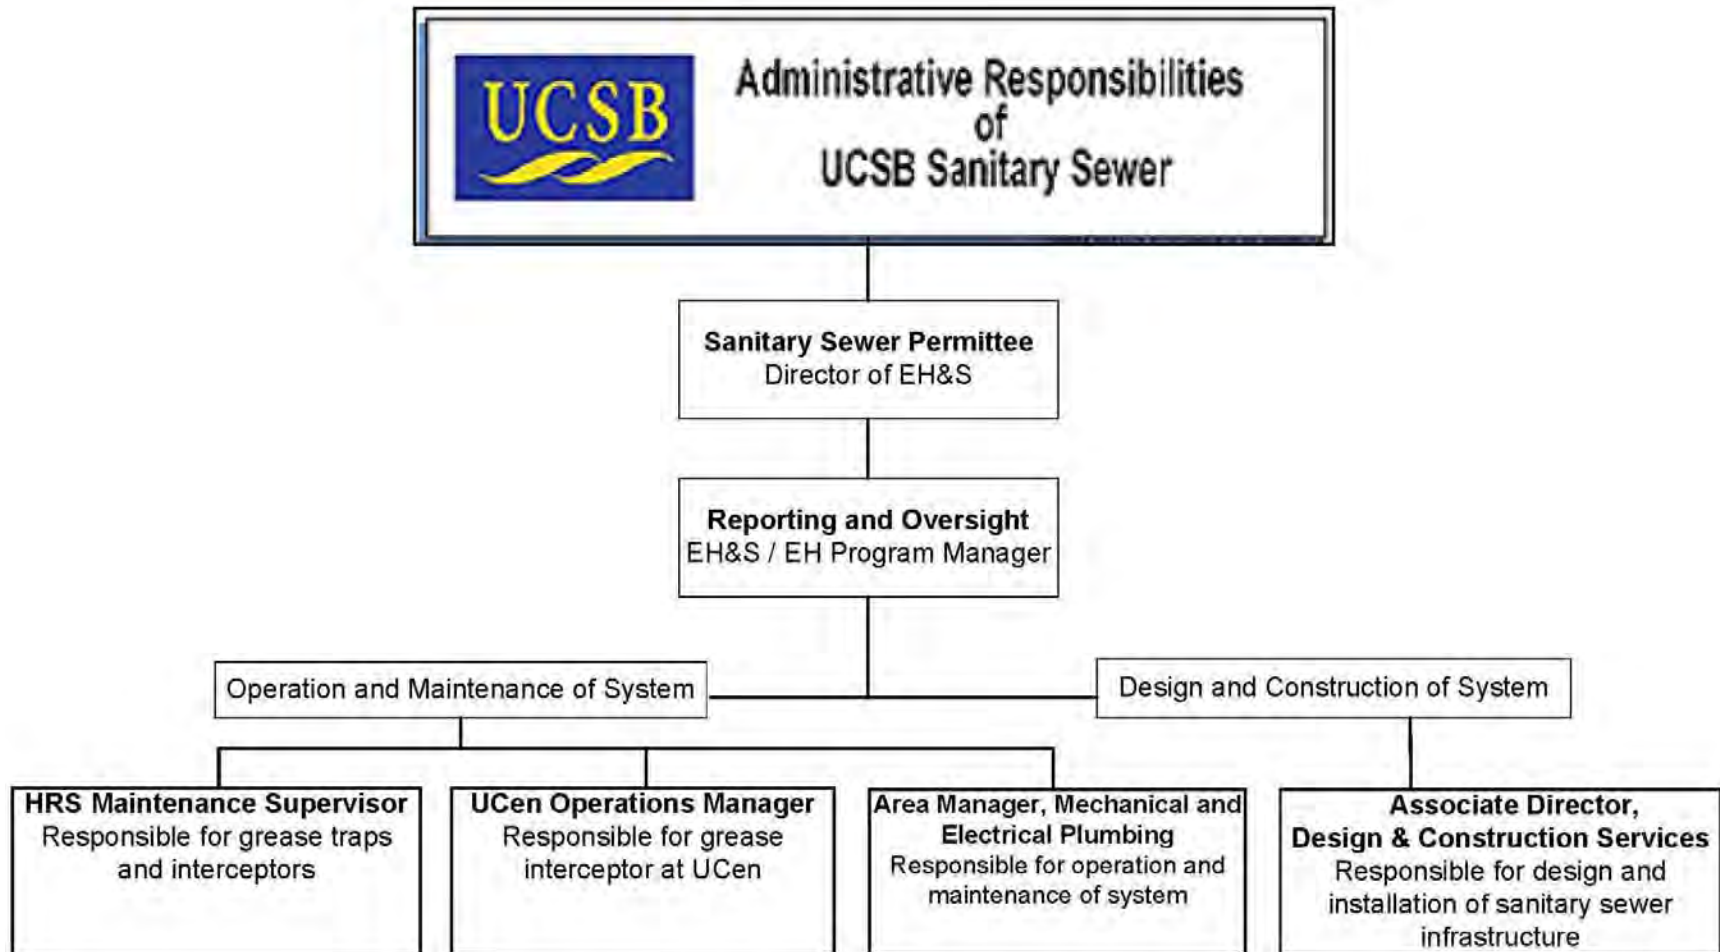 UCSB
Administrative Responsibilities
of
UCSB Sanitary Sewer
Sanitary Sewer Permittee
Director of EH&S
Reporting and Oversight
EH&S / EH Program Manager
Operation and Maintenance of System
Design and Construction of System
HRS Maintenance Supervisor
Responsible for grease traps
and interceptors
UCen Operations Manager
Responsible for grease
interceptor at UCen
Area Manager, Mechanical and
Electrical Plumbing
Responsible for operation and
maintenance of system
Associate Director,
Design & Construction Services
Responsible for design and
installation of sanitary sewer
infrastructure